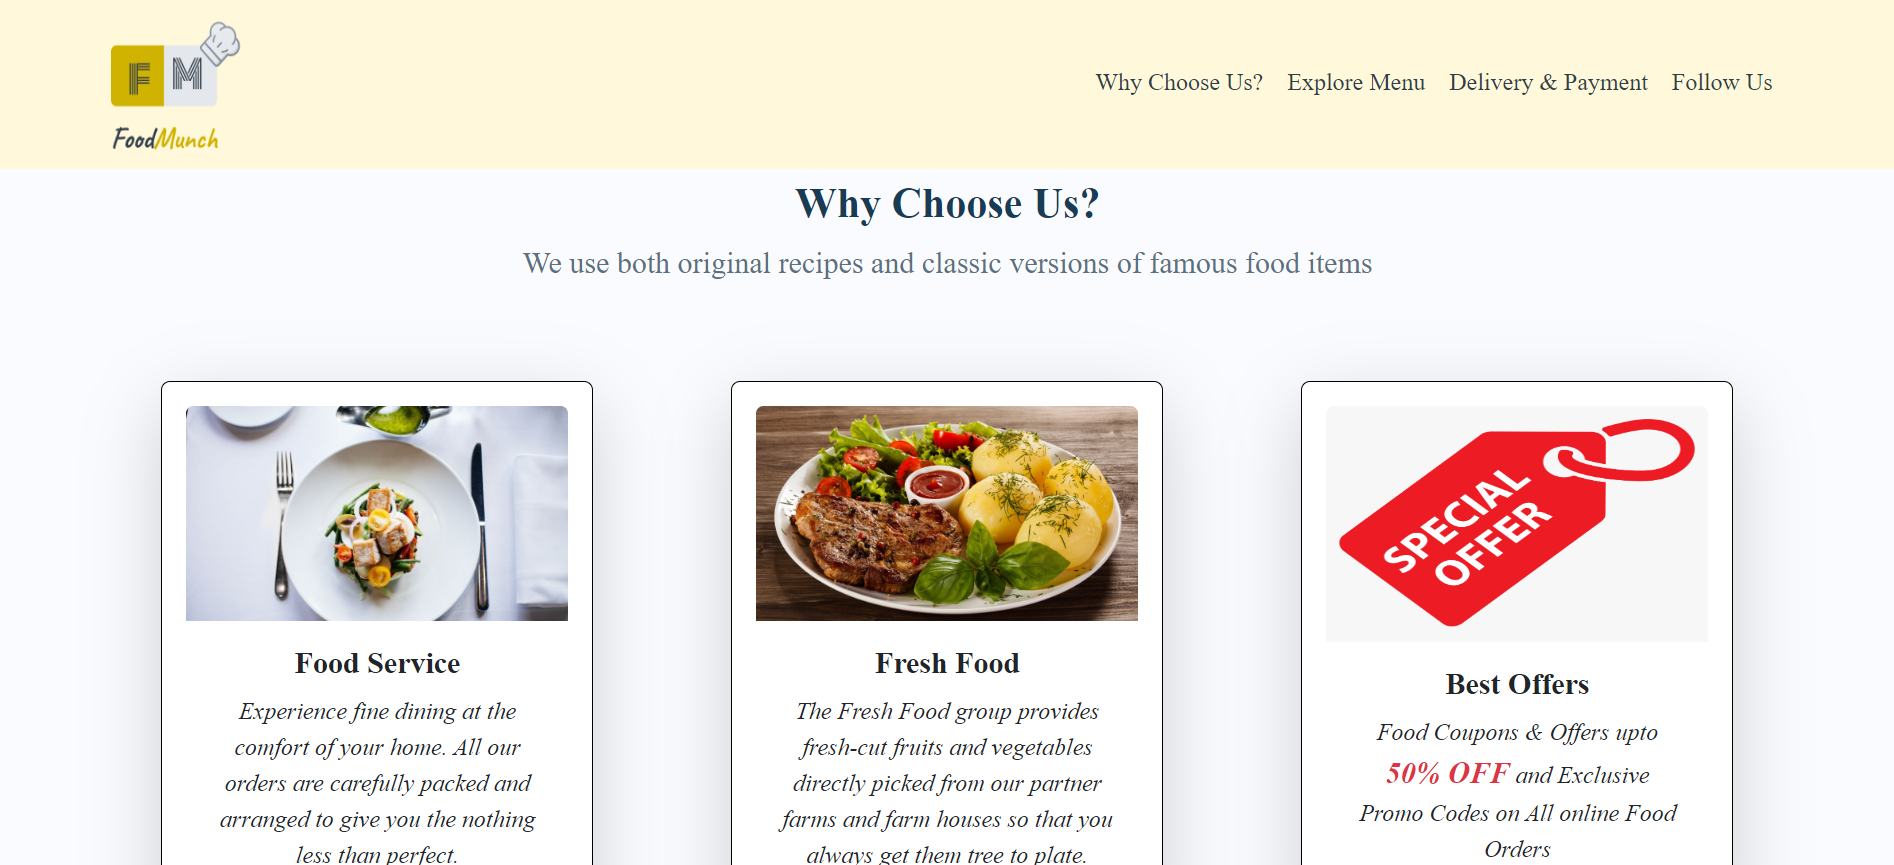 F M
FoodMunch
Why Choose Us? Explore Menu Delivery & Payment Follow Us
Why Choose Us?
We use both original recipes and classic versions of famous food items
Food Service
Experience fine dining at the
comfort of your home. All our
orders are carefully packed and
arranged to give you the nothing
less than perfect.
Fresh Food
The Fresh Food group provides
fresh-cut fruits and vegetables
directly picked from our partner
farms and farm houses so that you
always get them tree to plate.
SPECIAL
OFFER
Best Offers
Food Coupons & Offers upto
50% OFF and Exclusive
Promo Codes on All online Food
Orders